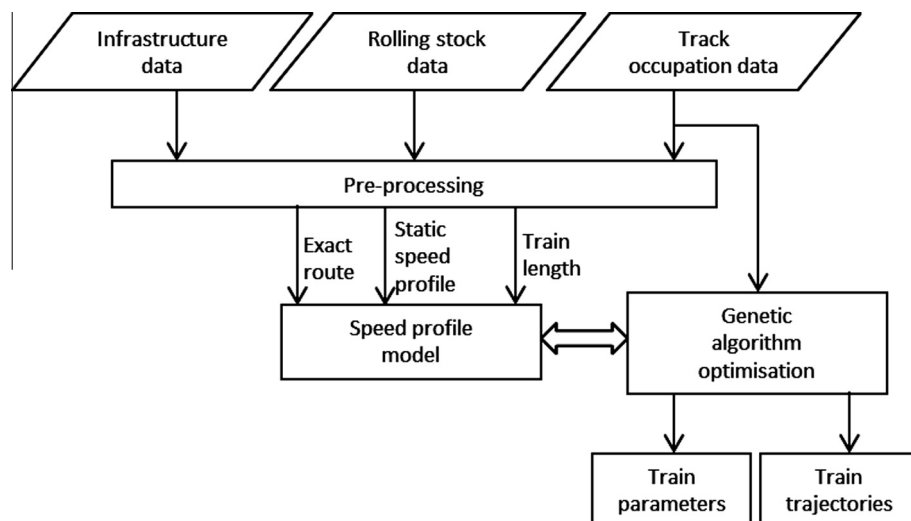 Infrastructure
data
Rolling stock
data
Track
occupation data
Pre-processing
Exact
route
Static
speed
profile
Train
length
Speed profile
model
Genetic
algorithm
optimisation
Train
parameters
Train
trajectories